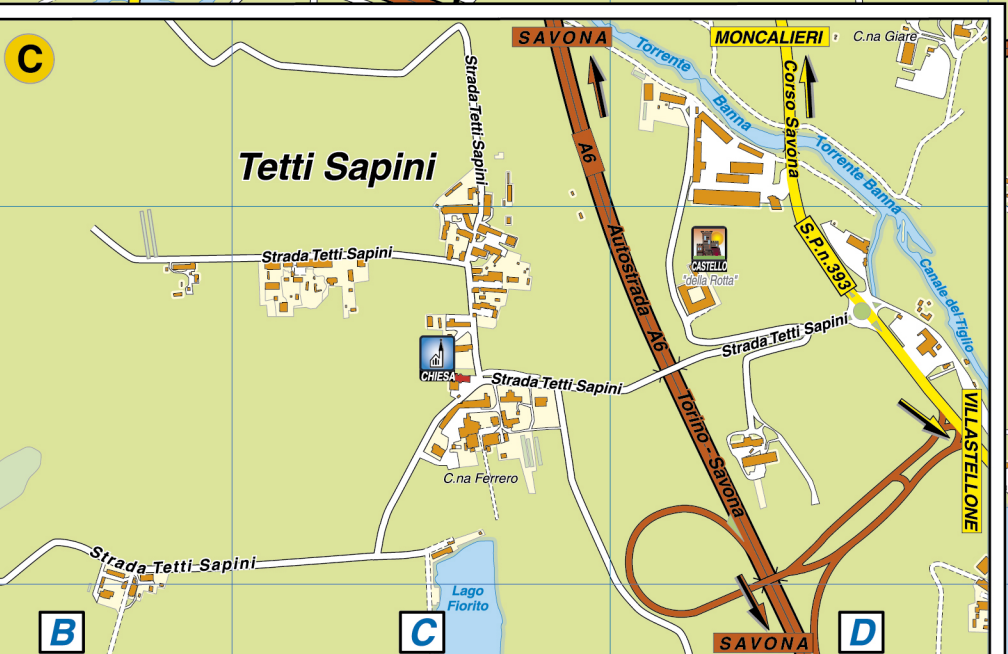 C
SAVONA
MONCALIERI
C.na Giare
Torrente
Banna
Corso Savona
Torrente Banna
Strada Tetti Sapini
Tetti Sapini
A6
Strada Tetti Sapini
Autostrada A6
Torino - Savona
CASTELLO
"della Rotta"
S.P.n.393
Canale del Tiglio
Strada Tetti Sapini
CHIESA
Strada Tetti Sapini
VILLASTELLONE
C.na Ferrero
Strada Tetti Sapini
Lago
Fiorito
B
C
SAVONA
D